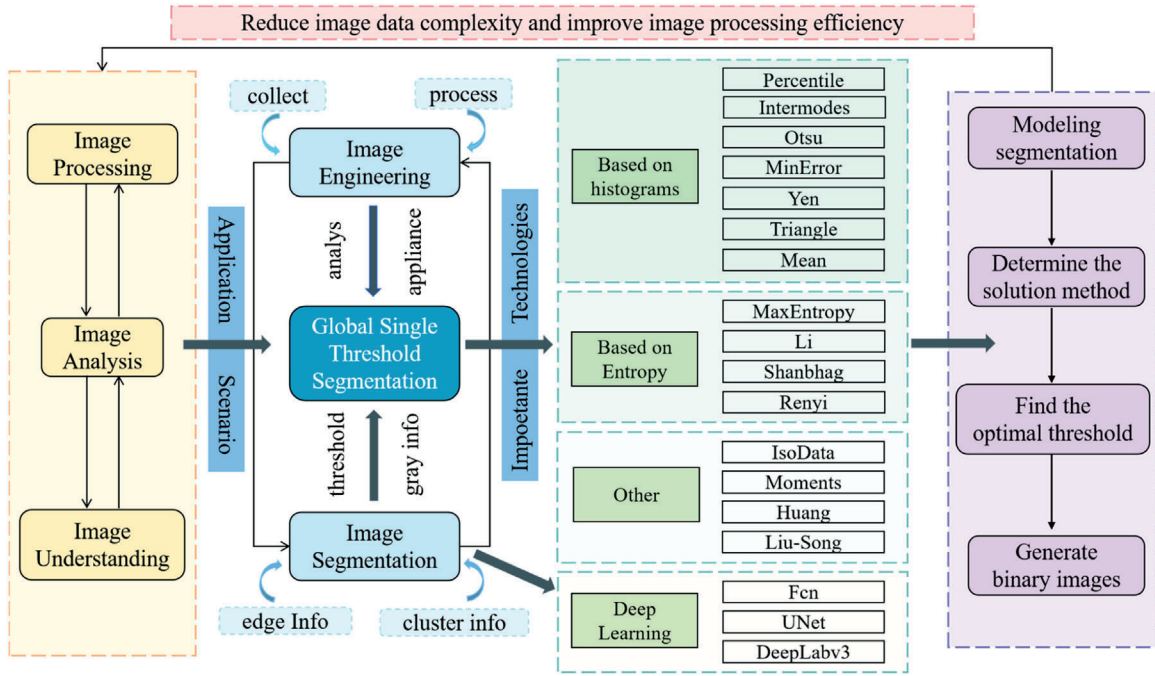 Reduce image data complexity and improve image processing efficiency
Image
Processing
Image
Analysis
Image
Understanding
Application
Scenario
collect
process
Image
Engineering
analys
appliance
Global Single
Threshold
Segmentation
threshold
gray info
Image
Segmentation
edge Info
cluster info
Technologies
Impoetante
Based on
histograms
Percentile
Intermodes
Otsu
MinError
Yen
Triangle
Mean
Based on
Entropy
MaxEntropy
Li
Shanbhag
Renyi
Other
IsoData
Moments
Huang
Liu-Song
Deep
Learning
Fcn
UNet
DeepLabv3
Modeling
segmentation
Determine the
solution method
Find the
optimal threshold
Generate
binary images